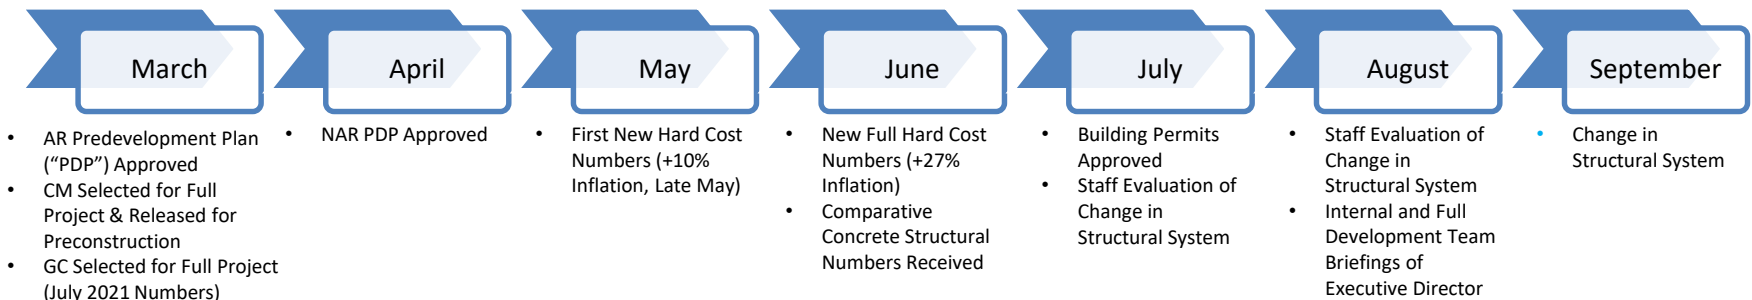 March
April
May
June
July
August
September
• AR Predevelopment Plan
("PDP") Approved
• CM Selected for Full
Project & Released for
Preconstruction
• GC Selected for Full Project
(July 2021 Numbers)
• NAR PDP Approved
• First New Hard Cost
Numbers (+10%
Inflation, Late May)
• New Full Hard Cost
Numbers (+27%
Inflation)
• Comparative
Concrete Structural
Numbers Received
• Building Permits
Approved
• Staff Evaluation of
Change in
Structural System
• Staff Evaluation of
Change in
Structural System
• Internal and Full
Development Team
Briefings of
Executive Director
• Change in
Structural System